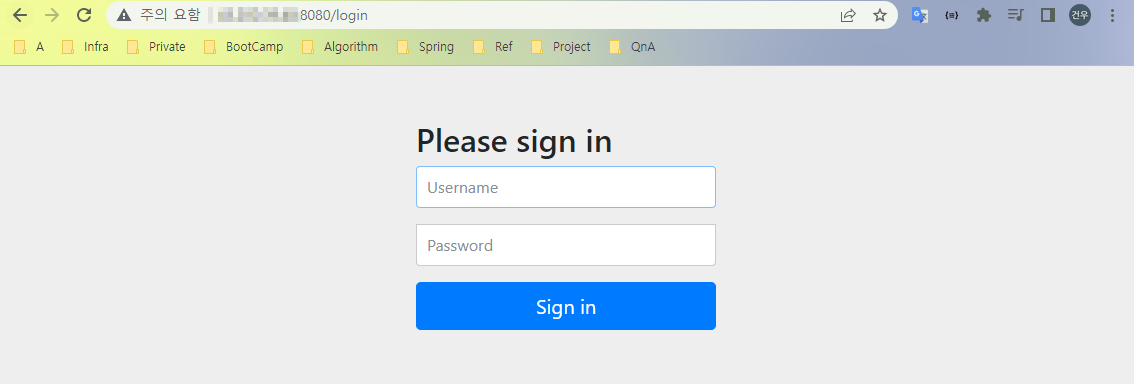 주의 요함 8080/login 건우
A Infra Private BootCamp Algorithm Spring Ref Project QnA
Please sign in
Username
Password
Sign in